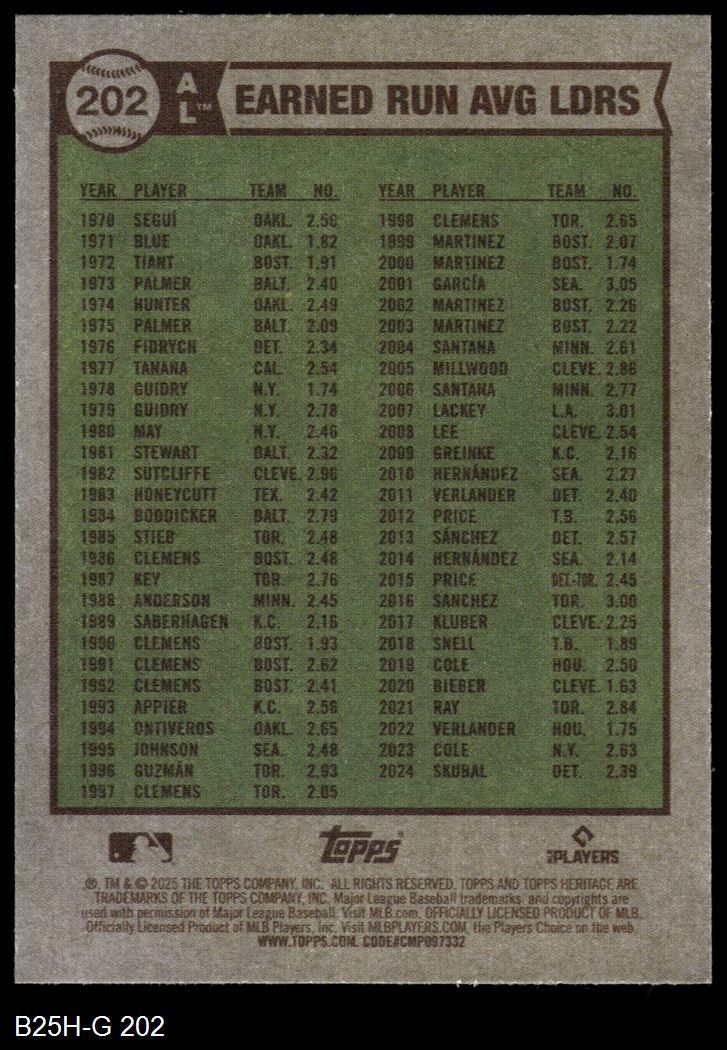 202 AL™ EARNED RUN AVG LDRS
YEAR PLAYER TEAM NO. YEAR PLAYER TEAM NO.
1970 SEGUÍ OAKL. 2.56 1998 CLEMENS TOR. 2.65
1971 BLUE OAKL. 1.82 1999 MARTINEZ BOST. 2.07
1972 TIANT BOST. 1.91 2000 MARTINEZ BOST. 1.74
1973 PALMER BALT. 2.40 2001 GARCÍA SEA. 3.05
1974 HUNTER OAKL. 2.49 2002 MARTINEZ BOST. 2.26
1975 PALMER BALT. 2.09 2003 MARTINEZ BOST. 2.22
1976 FIDRYCH DET. 2.34 2004 SANTANA MINN. 2.61
1977 TANANA CAL. 2.54 2005 MILLWOOD CLEVE. 2.86
1978 GUIDRY N.Y. 1.74 2006 SANTANA MINN. 2.77
1979 GUIDRY N.Y. 2.78 2007 LACKEY L.A. 3.01
1980 MAY N.Y. 2.46 2008 LEE CLEVE. 2.54
1981 STEWART BALT. 2.32 2009 GREINKE K.C. 2.16
1982 SUTCLIFFE CLEVE. 2.96 2010 HERNÁNDEZ SEA. 2.27
1983 HONEYCUTT TEX. 2.42 2011 VERLANDER DET. 2.40
1984 BODDICKER BALT. 2.79 2012 PRICE T.B. 2.56
1985 STIEB TOR. 2.48 2013 SÁNCHEZ DET. 2.57
1986 CLEMENS BOST. 2.48 2014 HERNÁNDEZ SEA. 2.14
1987 KEY TOR. 2.76 2015 PRICE DET.-TOR. 2.45
1988 ANDERSON MINN. 2.45 2016 SANCHEZ TOR. 3.00
1989 SABERHAGEN K.C. 2.16 2017 KLUBER CLEVE. 2.25
1990 CLEMENS BOST. 1.93 2018 SNELL T.B. 1.89
1991 CLEMENS BOST. 2.62 2019 COLE HOU. 2.50
1992 CLEMENS BOST. 2.41 2020 BIEBER CLEVE. 1.63
1993 APPIER K.C. 2.56 2021 RAY TOR. 2.84
1994 ONTIVEROS OAKL. 2.65 2022 VERLANDER HOU. 1.75
1995 JOHNSON SEA. 2.48 2023 COLE N.Y. 2.63
1996 GUZMÁN TOR. 2.93 2024 SKUBAL DET. 2.39
1997 CLEMENS TOR. 2.05
Topps® PLAYERS
®, TM & © 2025 THE TOPPS COMPANY, INC. ALL RIGHTS RESERVED. TOPPS AND TOPPS HERITAGE ARE
TRADEMARKS OF THE TOPPS COMPANY, INC. Major League Baseball trademarks and copyrights are
used with permission of Major League Baseball. Visit MLB.com. OFFICIALLY LICENSED PRODUCT OF MLB.
Officially Licensed Product of MLB Players, Inc. Visit MLBPLAYERS.COM, the Players Choice on the web.
WWW.TOPPS.COM. CODE#CMP097332
B25H-G 202